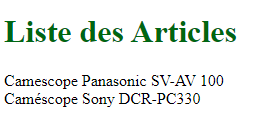 Liste des Articles
Camescope Panasonic SV-AV 100
Caméscope Sony DCR-PC330